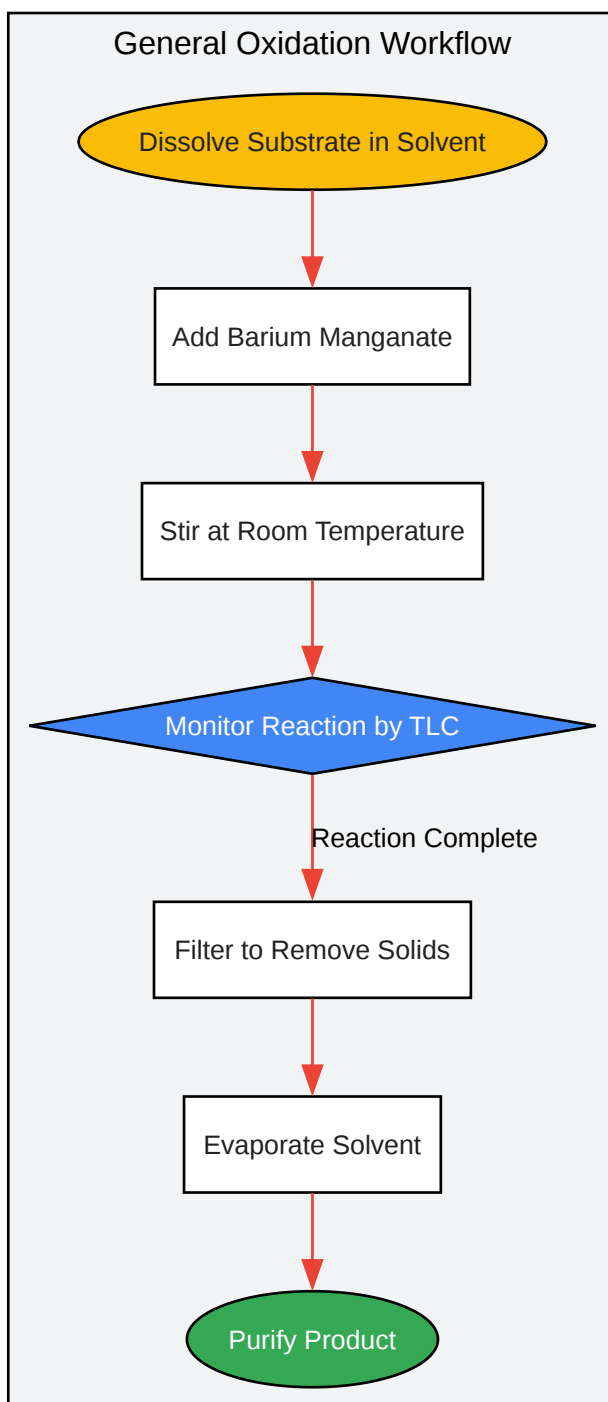 General Oxidation Workflow
Dissolve Substrate in Solvent
Add Barium Manganate
Stir at Room Temperature
Monitor Reaction by TLC
Reaction Complete
Filter to Remove Solids
Evaporate Solvent
Purify Product